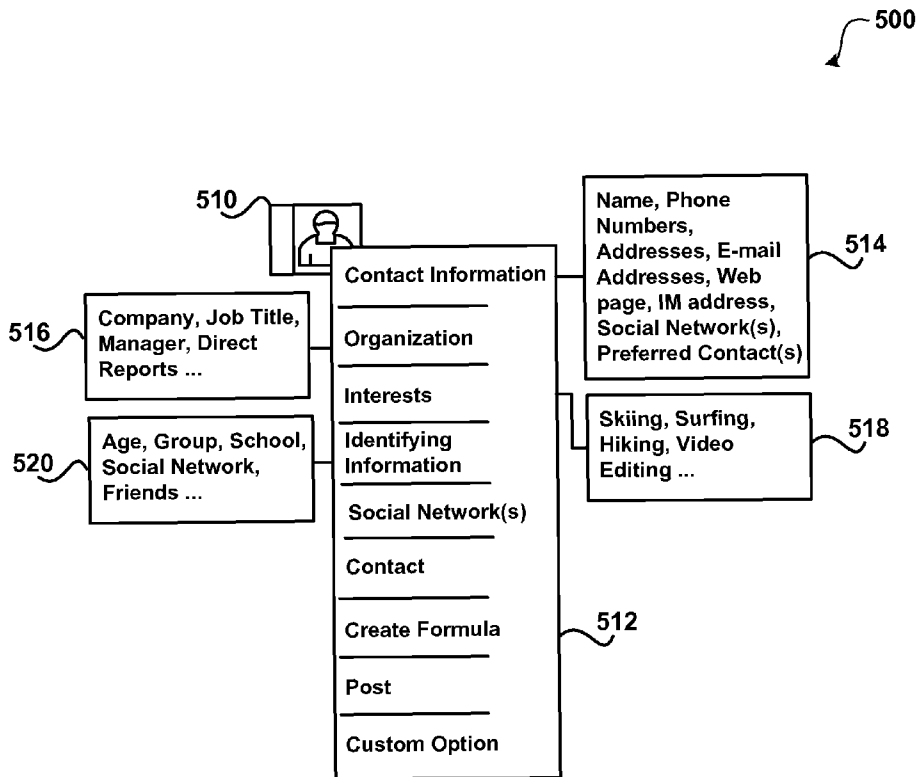 500
510
Name, Phone
Numbers,
Addresses, E-mail
Addresses, Web
page, IM address,
Social Network(s),
Preferred Contact(s)
514
516
Company, Job Title,
Manager, Direct
Reports ...
520
Age, Group, School,
Social Network,
Friends ...
Contact Information
Organization
Interests
Identifying
Information
Social Network(s)
Contact
Create Formula
Post
Custom Option
Skiing, Surfing,
Hiking, Video
Editing ...
518
512